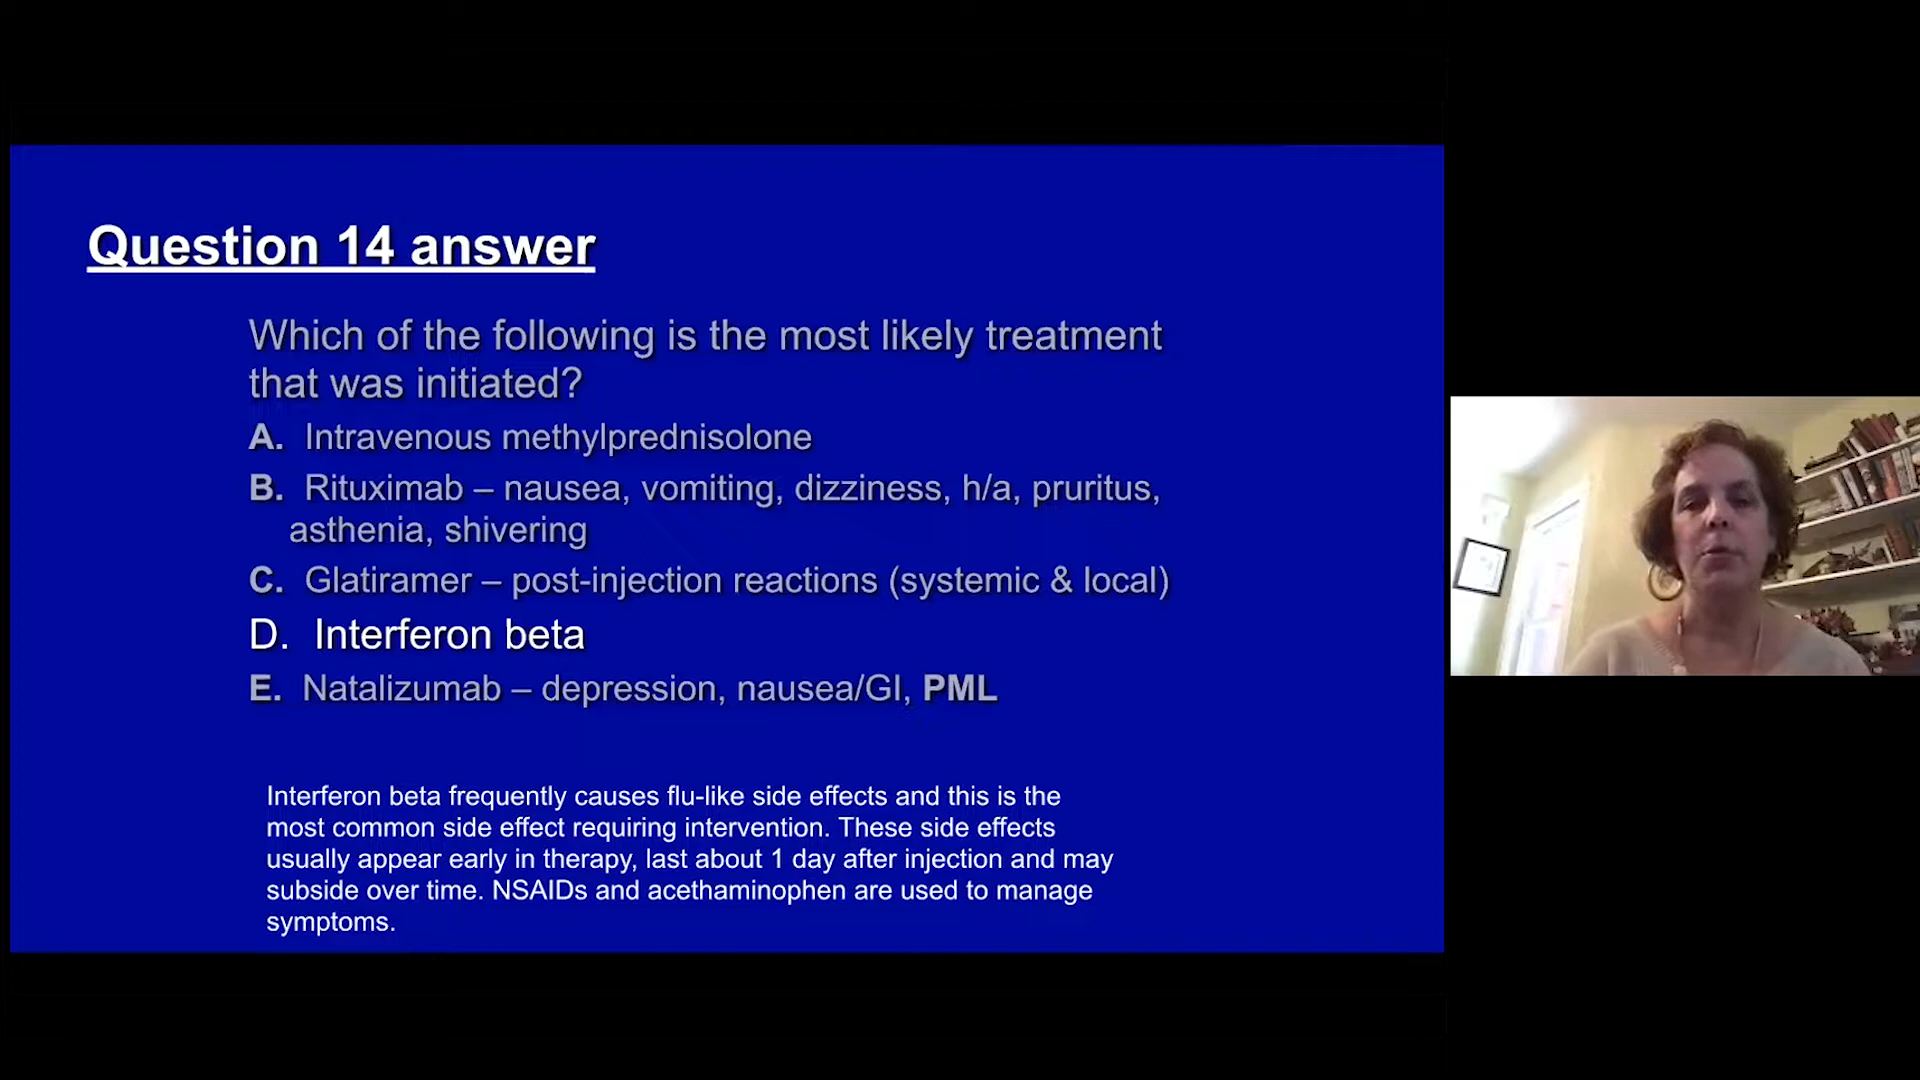 Question 14 answer
Which of the following is the most likely treatment
that was initiated?
A. Intravenous methylprednisolone
B. Rituximab – nausea, vomiting, dizziness, h/a, pruritus,
asthenia, shivering
C. Glatiramer – post-injection reactions (systemic & local)
D. Interferon beta
E. Natalizumab – depression, nausea/GI, PML
Interferon beta frequently causes flu-like side effects and this is the
most common side effect requiring intervention. These side effects
usually appear early in therapy, last about 1 day after injection and may
subside over time. NSAIDs and acethaminophen are used to manage
symptoms.